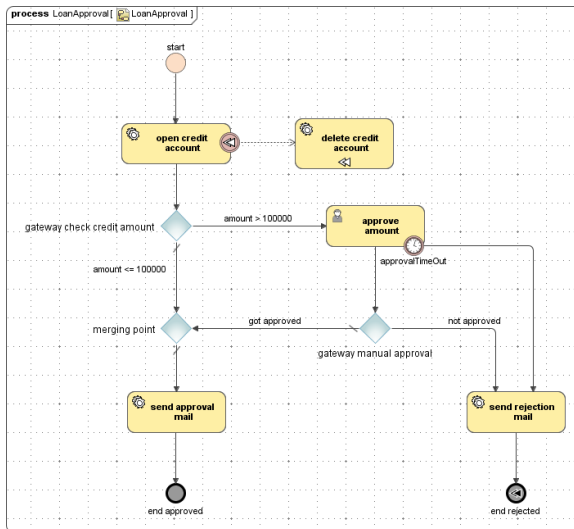 process LoanApproval[ LoanApproval ]
start
open credit
account
delete credit
account
gateway check credit amount
amount > 100000
approve
amount
approvalTimeOut
amount <= 100000
merging point
got approved
not approved
gateway manual approval
send approval
mail
send rejection
mail
end approved
end rejected